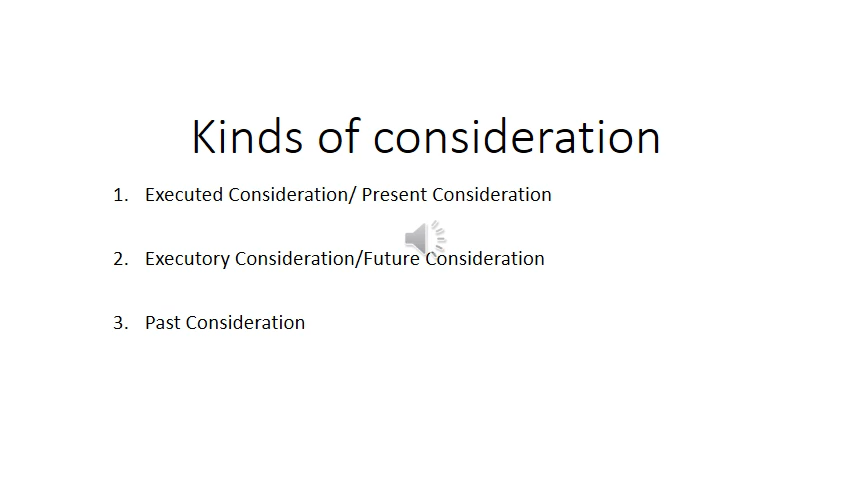 Kinds of consideration
1. Executed Consideration/ Present Consideration
2. Executory Consideration/Future Consideration
3. Past Consideration